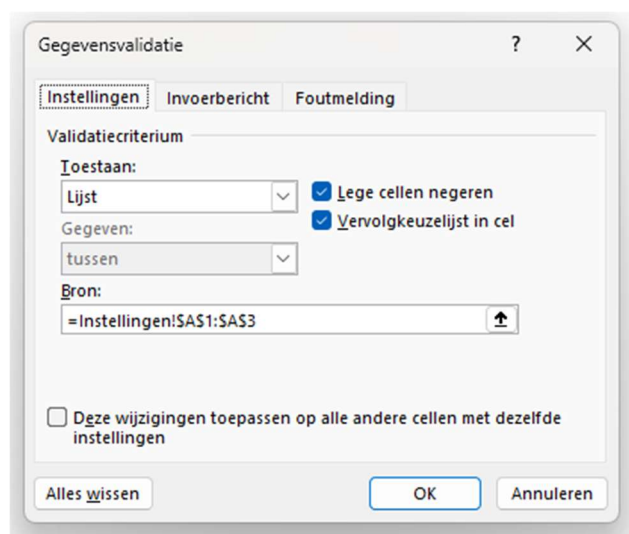 Gegevensvalidatie ?
Instellingen Invoerbericht Foutmelding
Validatiecriterium
Toestaan:
Lijst
Lege cellen negeren
Vervolgkeuzelijst in cel
Gegeven:
tussen
Bron:
=Instellingen!$A$1:$A$3
Deze wijzigingen toepassen op alle andere cellen met dezelfde
instellingen
Alles wissen OK Annuleren